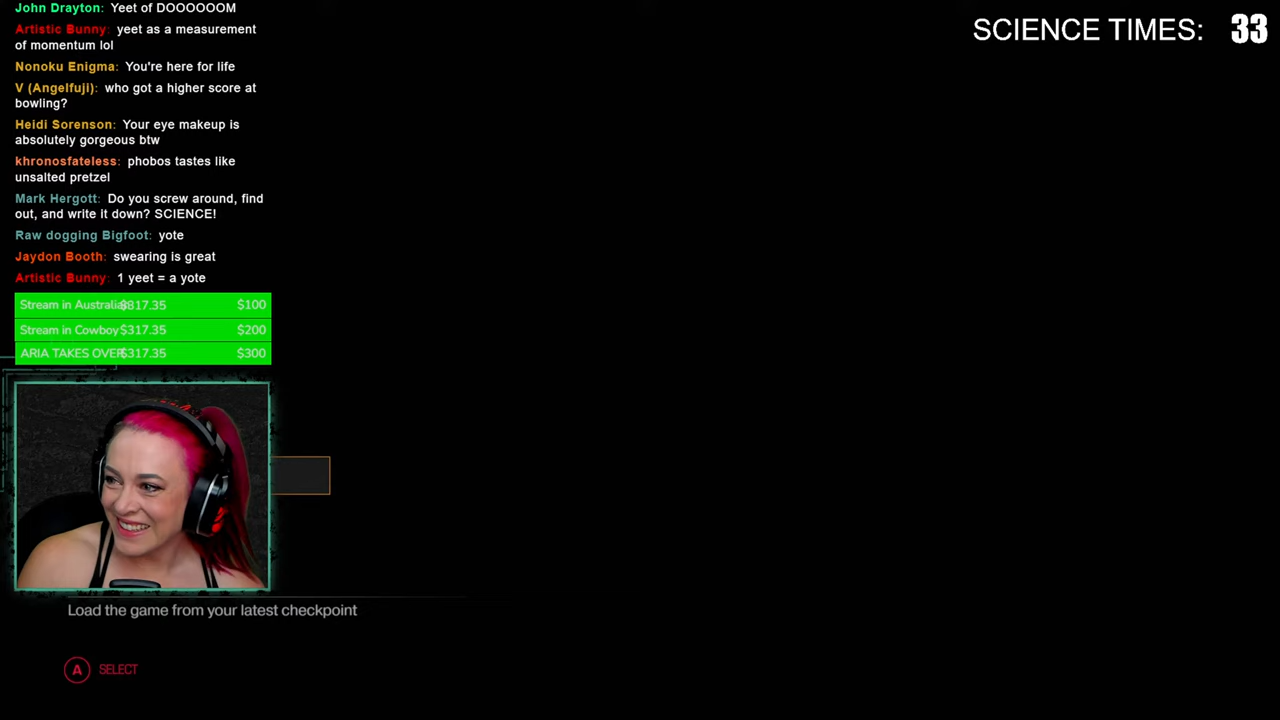 John Drayton: Yeet of DOOOOOOM
Artistic Bunny: yeet as a measurement
of momentum lol
Nonoku Enigma: You're here for life
V (Angelfuji): who got a higher score at
bowling?
Heidi Sorenson: Your eye makeup is
absolutely gorgeous btw
khronosfateless: phobos tastes like
unsalted pretzel
Mark Hergott: Do you screw around, find
out, and write it down? SCIENCE!
Raw dogging Bigfoot: yote
Jaydon Booth: swearing is great
Artistic Bunny: 1 yeet = a yote
Stream in Australia $317.35 $100
Stream in Cowboy $317.35 $200
ARIA TAKES OVER $317.35 $300
SCIENCE TIMES: 33
Load the game from your latest checkpoint
A SELECT